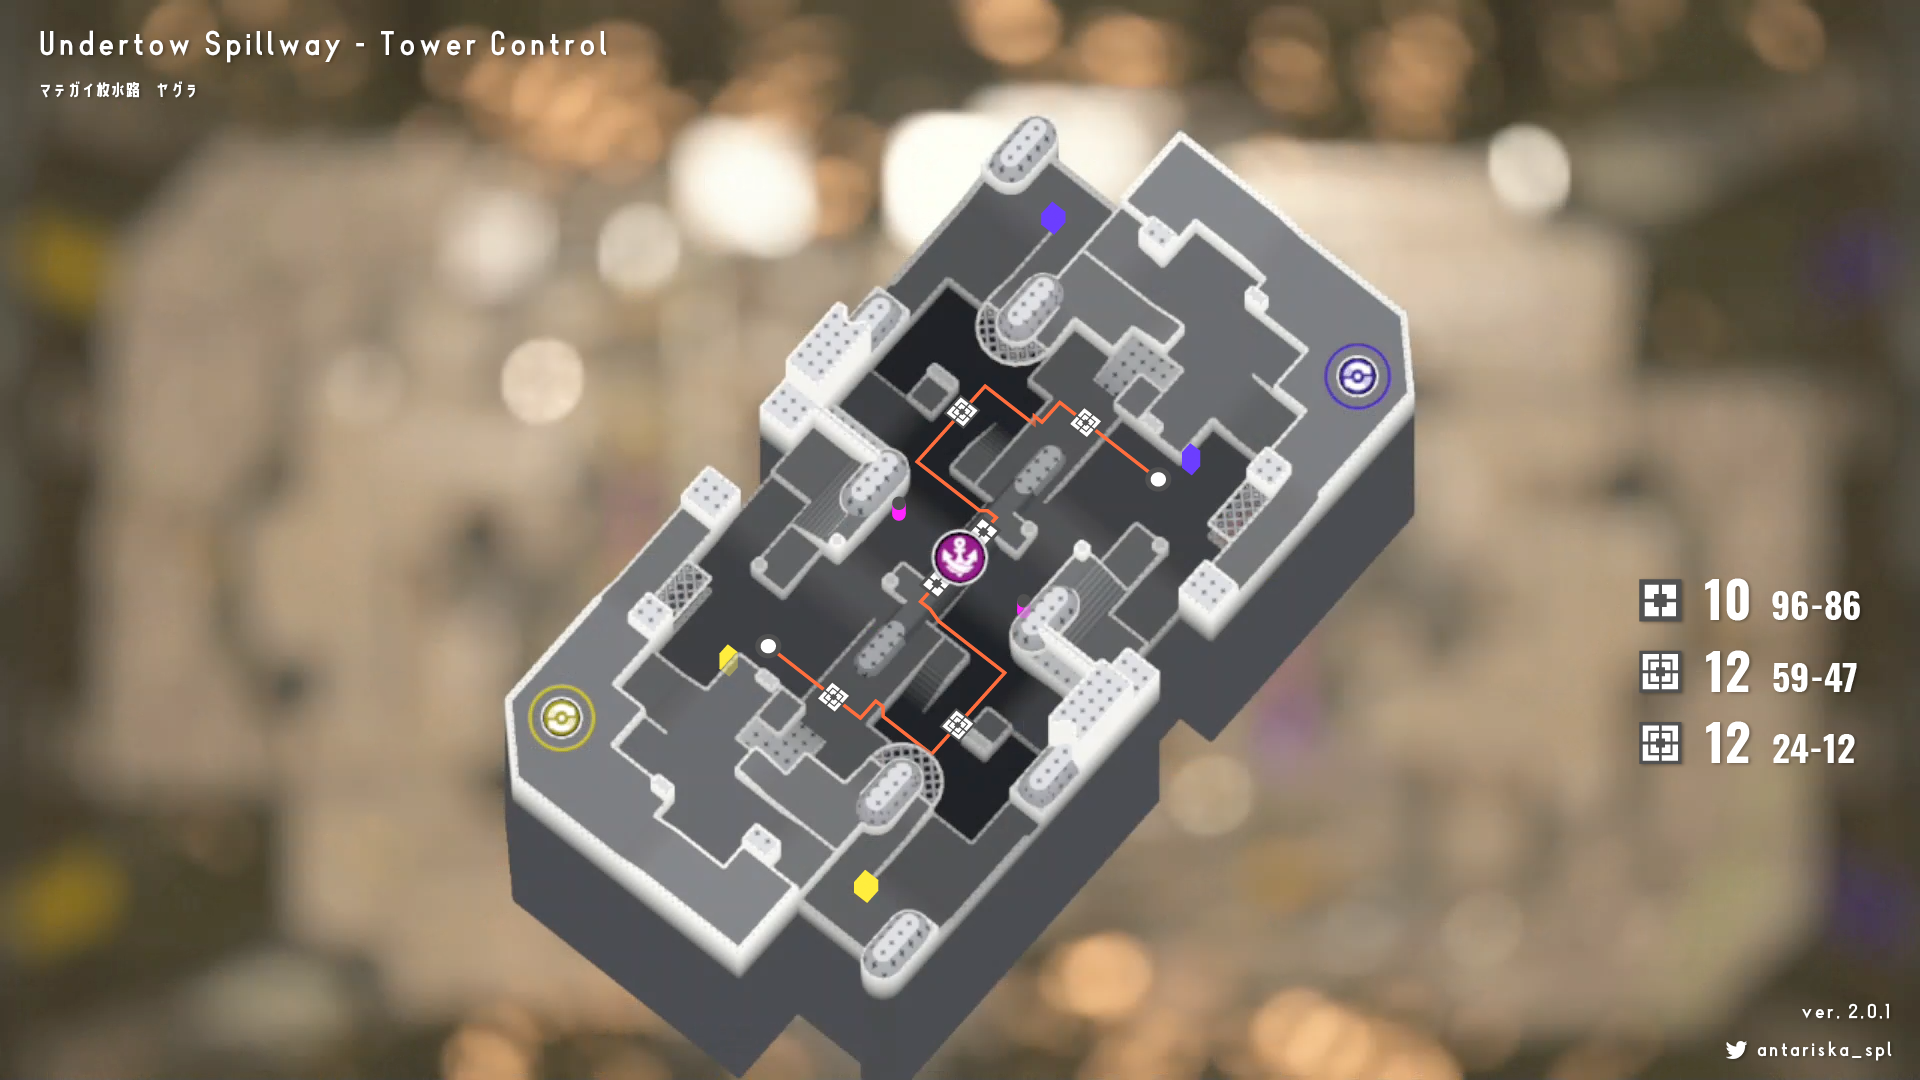 Undertow Spillway - Tower Control
マテガイ放水路　ヤグラ
10 96-86
12 59-47
12 24-12
ver. 2.0.1
antariska_spl